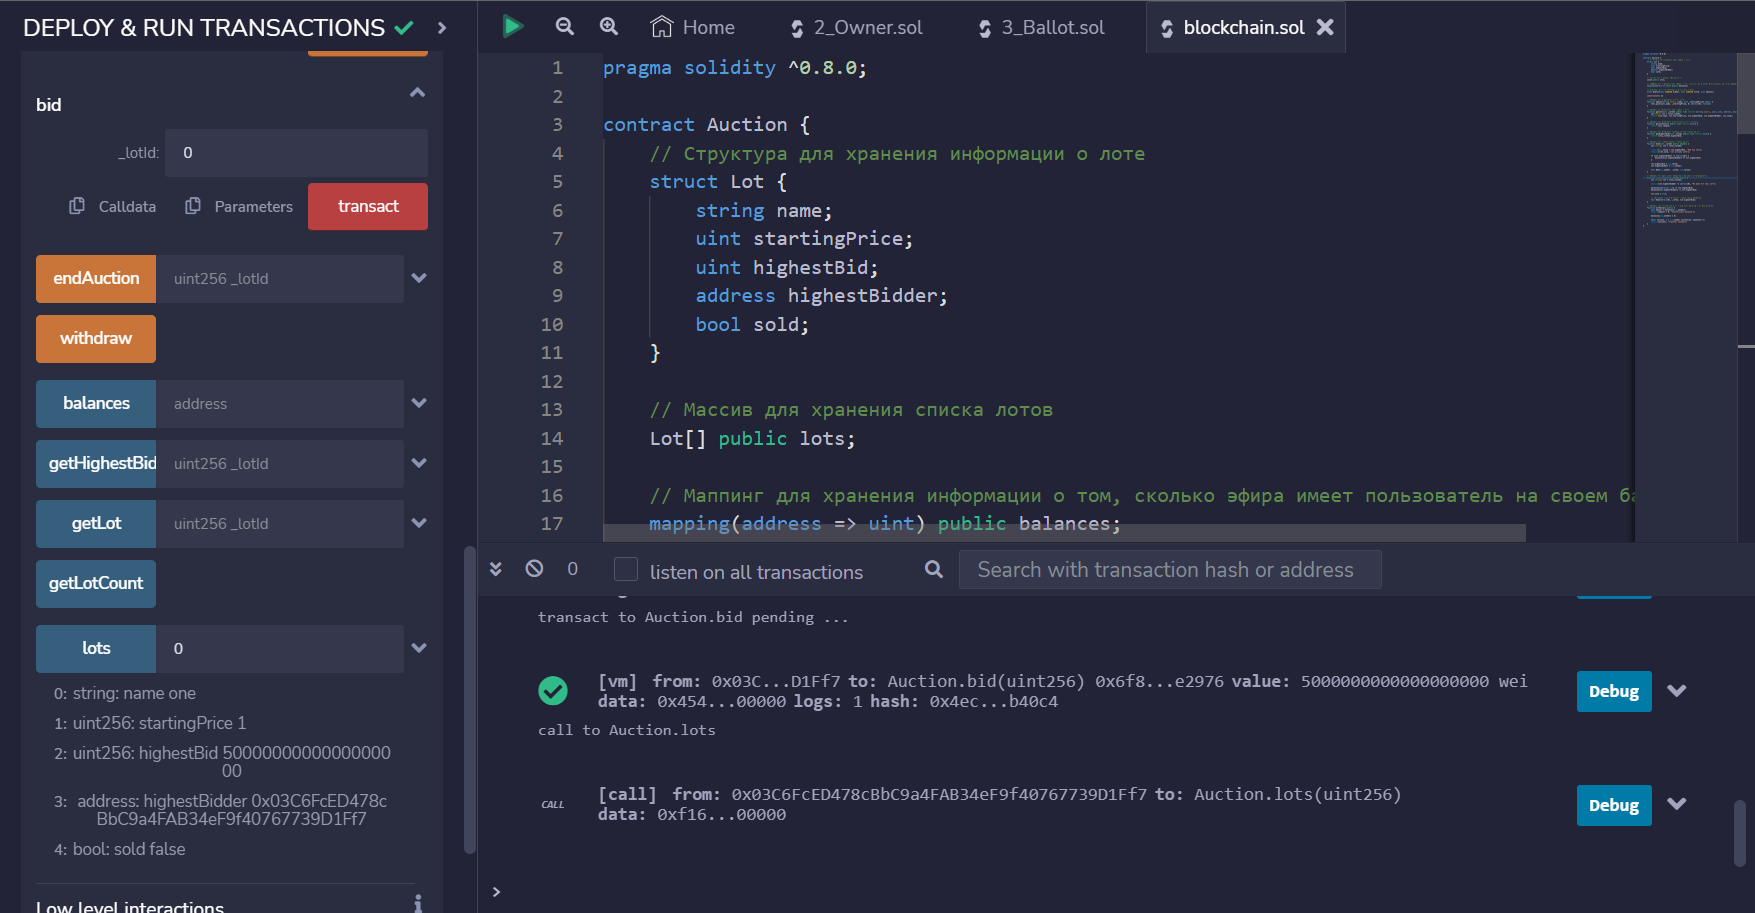 DEPLOY & RUN TRANSACTIONS
bid
_lotId:
0
Calldata
Parameters
transact
endAuction
uint256 _lotId
withdraw
balances
address
getHighestBid
uint256 _lotId
getLot
uint256 _lotId
getLotCount
lots
0
0: string: name one
1: uint256: startingPrice 1
2: uint256: highestBid 50000000000000000
00
3: address: highestBidder 0x03C6FcED478c
BbC9a4FAB34eF9f40767739D1Ff7
4: bool: sold false
Low level interactions
Home
2_Owner.sol
3_Ballot.sol
blockchain.sol
1 pragma solidity ^0.8.0;
2
3 contract Auction {
4 // Структура для хранения информации о лоте
5 struct Lot {
6 string name;
7 uint startingPrice;
8 uint highestBid;
9 address highestBidder;
10 bool sold;
11 }
12
13 // Массив для хранения списка лотов
14 Lot[] public lots;
15
16 // Маппинг для хранения информации о том, сколько эфира имеет пользователь на своем
17 mapping(address => uint) public balances;
0
listen on all transactions
Search with transaction hash or address
transact to Auction.bid pending ...
[vm] from: 0x03C...D1Ff7 to: Auction.bid(uint256) 0x6f8...e2976 value: 5000000000000000000 wei
data: 0x454...00000 logs: 1 hash: 0x4ec...b40c4
Debug
call to Auction.lots
CALL
[call] from: 0x03C6FcED478cBbC9a4FAB34eF9f40767739D1Ff7 to: Auction.lots(uint256)
data: 0xf16...00000
Debug
>